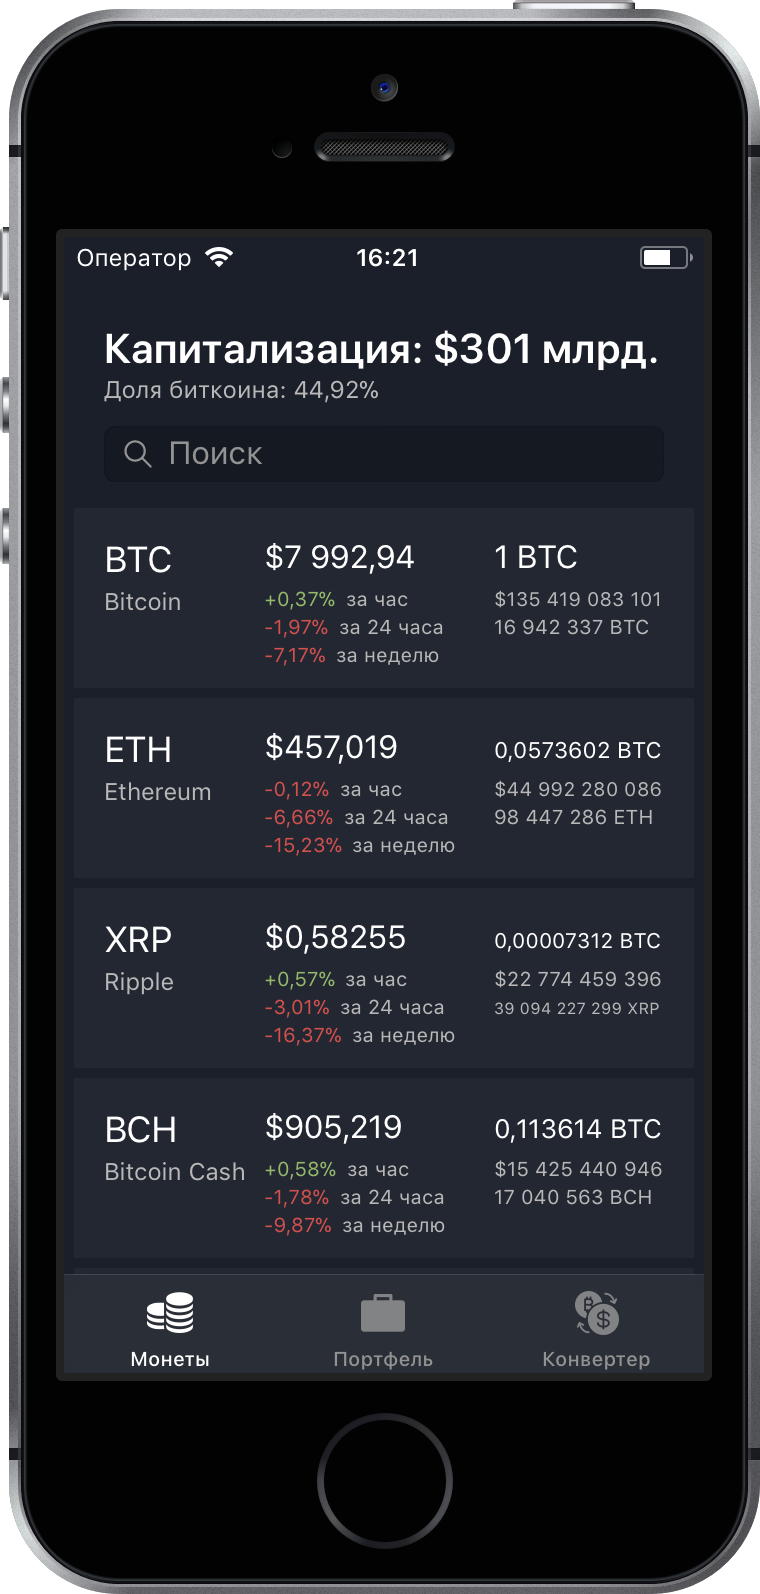 Оператор 16:21
Капитализация: $301 млрд.
Доля биткоина: 44,92%
Поиск
BTC $7 992,94 1 BTC
Bitcoin +0,37% за час $135 419 083 101
-1,97% за 24 часа 16 942 337 BTC
-7,17% за неделю
ETH $457,019 0,0573602 BTC
Ethereum -0,12% за час $44 992 280 086
-6,66% за 24 часа 98 447 286 ETH
-15,23% за неделю
XRP $0,58255 0,00007312 BTC
Ripple +0,57% за час $22 774 459 396
-3,01% за 24 часа 39 094 227 299 XRP
-16,37% за неделю
BCH $905,219 0,113614 BTC
Bitcoin Cash +0,58% за час $15 425 440 946
-1,78% за 24 часа 17 040 563 BCH
-9,87% за неделю
Монеты Портфель Конвертер